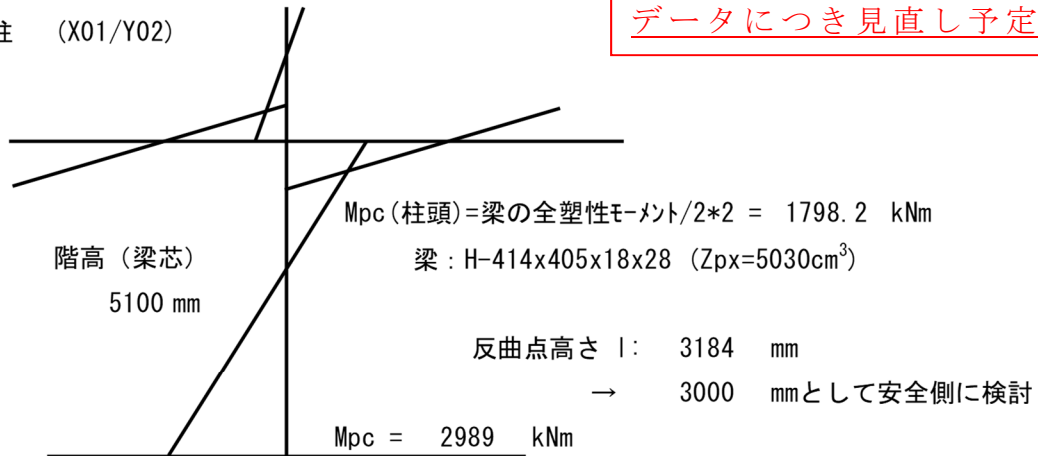 柱 (X01/Y02)
データにつき見直し予定
Mpc(柱頭)=梁の全塑性ﾓｰﾒﾝﾄ/2*2 = 1798.2 kNm
階高(梁芯)
梁:H-414x405x18x28 (Zpx=5030cm³)
5100 mm
反曲点高さ l: 3184 mm
→ 3000 mmとして安全側に検討
Mpc = 2989 kNm